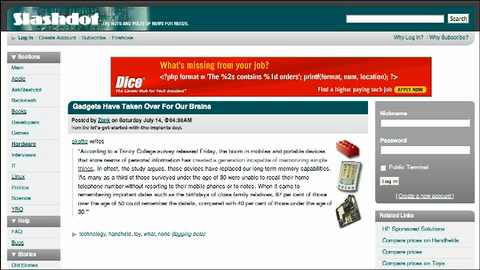 Slashdot
NEWS FOR NERDS.
Search
Log In | Create Account | Subscribe | Firehose
Why Log In? | Why Subscribe?
Sections
Main
Apple
AskSlashdot
Backslash
Books
Developers
Games
Hardware
Interviews
IT
Linux
Politics
Science
YRO
Help
FAQ
Bugs
Stories
Old Stories
Dice
The Career Hub for Tech Insiders
What's missing from your job?
<?php format = 'The %2s contains %1d orders'; printf(format, num, location); ?>
Find a higher paying tech job APPLY NOW
Gadgets Have Taken Over For Our Brains
Posted by Zonk on Saturday July 14, @04:38AM
from the let's-get-started-with-the-implants dept.
skotte writes
"According to a Trinity College survey released Friday, the boom in mobiles and portable devices
that store reams of personal information has created a generation incapable of memorizing simple
things. In effect, the study argues, these devices have replaced our long term memory capabilities.
'As many as a third of those surveyed under the age of 30 were unable to recall their home
telephone number without resorting to their mobile phones or to notes. When it came to
remembering important dates such as the birthdays of close family relatives, 87 per cent of those
over the age of 50 could remember the details, compared with 40 per cent of those under the age
of 30.'"
technology, handheld, toy, what, none (tagging beta)
Nickname
Password
Public Terminal
Log In
[ Create a new account ]
Related Links
HP Sponsored Solutions
Compare prices on Handhelds
Compare prices on
Compare prices on Toys